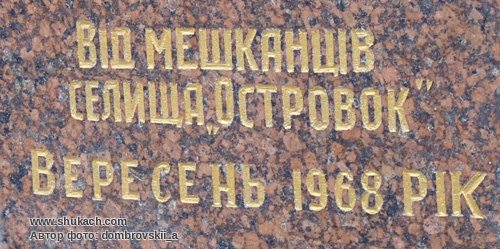 Від мешканців
селища „Островок"
Вересень 1968 рік
www.shukach.com
Автор фото: dombrovskii_a